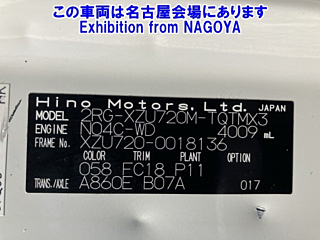 この車両は名古屋会場にあります
Exhibition from NAGOYA
Hino Motors, Ltd. JAPAN
MODEL 2RG-XZU720M-TQTMX3
ENGINE N04C-WD 4009 mL
FRAME No. XZU720-0018136
COLOR TRIM PLANT
058 FC18 P11
TRANS./AXLE A860E B07A 017